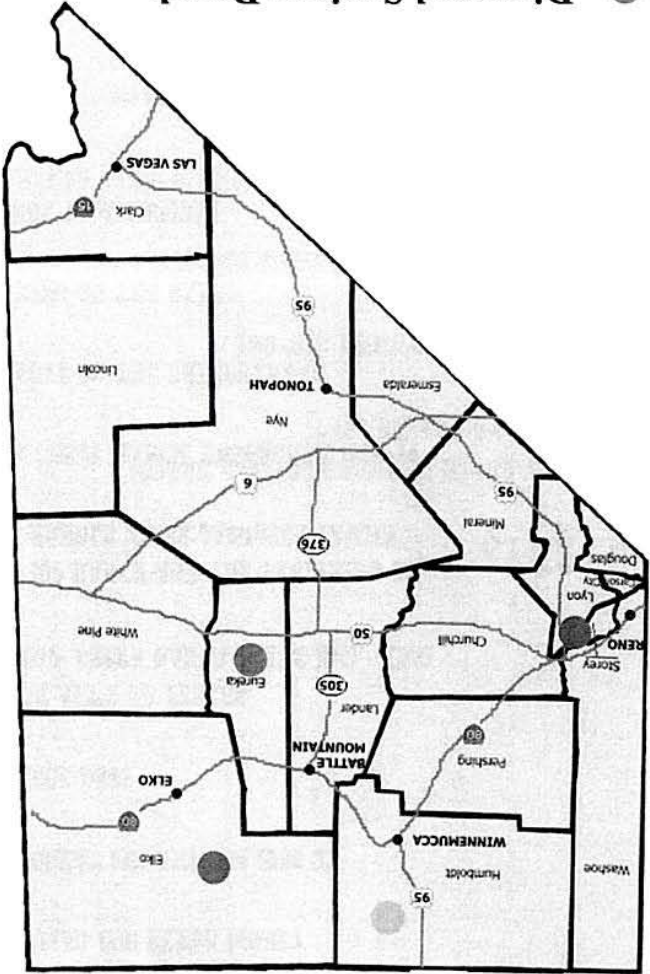 95
Washoe
Humboldt
Elko
WINNEMUCCA
80
ELKO
Pershing
80
BATTLE
MOUNTAIN
Lander
305
Eureka
Storey
RENO
Churchill
50
White Pine
Lyon
Carson City
Douglas
Mineral
376
95
6
Nye
Esmeralda
TONOPAH
Lincoln
95
Clark
15
LAS VEGAS